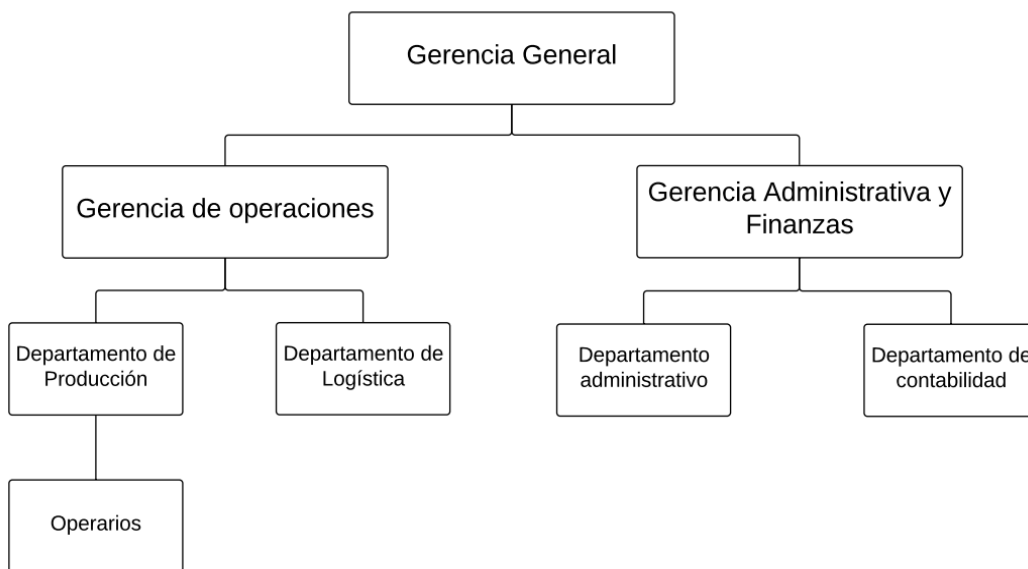 Gerencia General
Gerencia de operaciones
Gerencia Administrativa y
Finanzas
Departamento de
Producción
Departamento de
Logística
Departamento
administrativo
Departamento de
contabilidad
Operarios